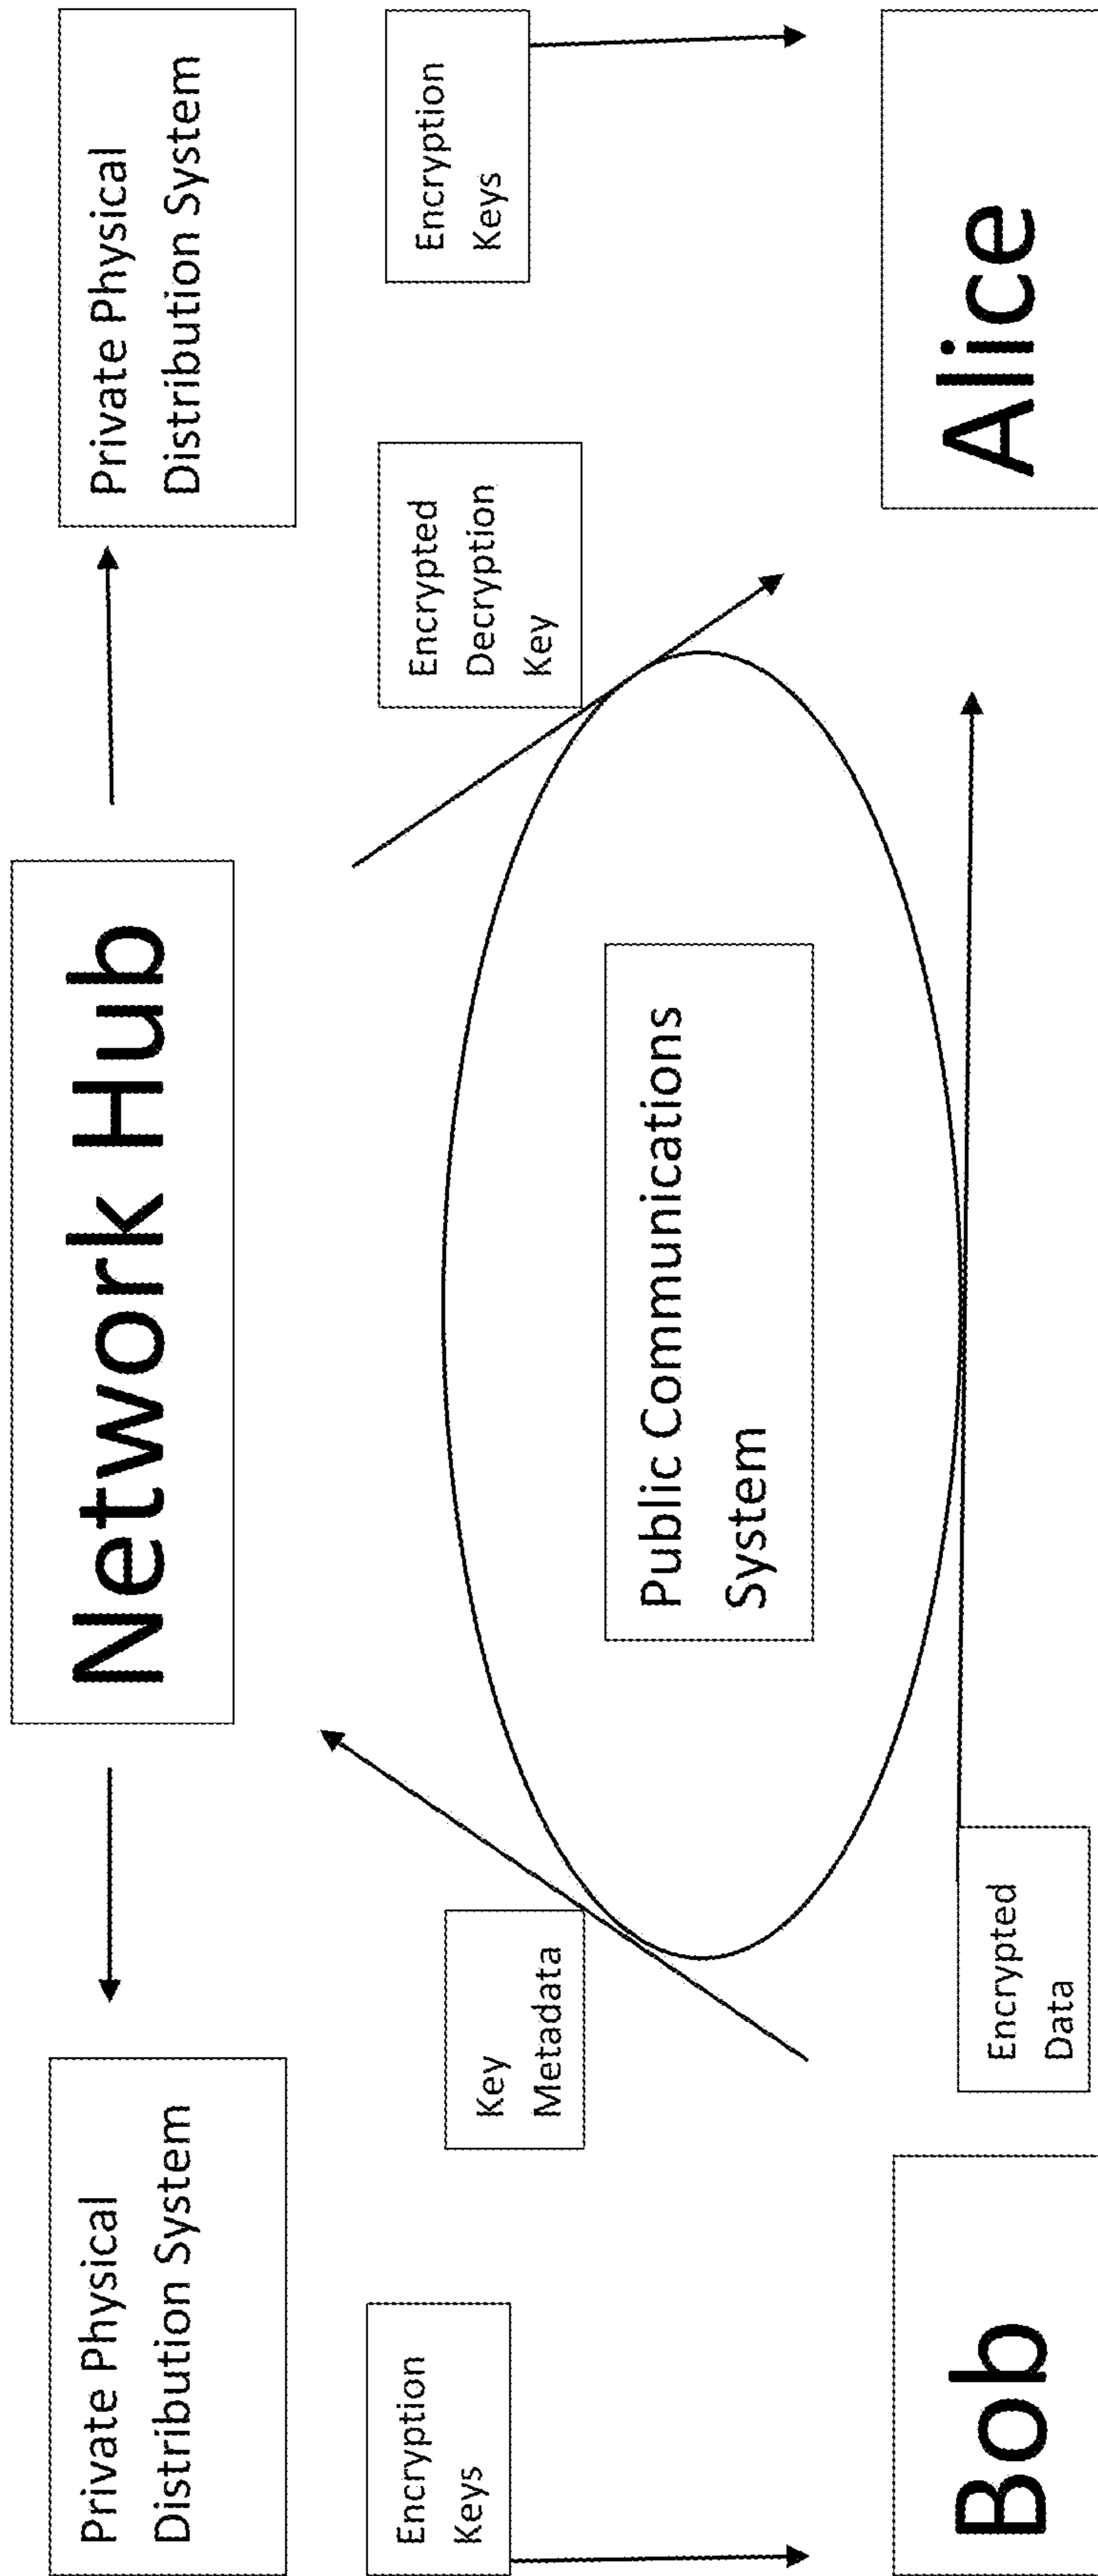 Private Physical
Distribution System
Network Hub
Private Physical
Distribution System
Encryption
Keys
Key
Metadata
Encrypted
Decryption
Key
Encryption
Keys
Public Communications
System
Bob
Encrypted
Data
Alice